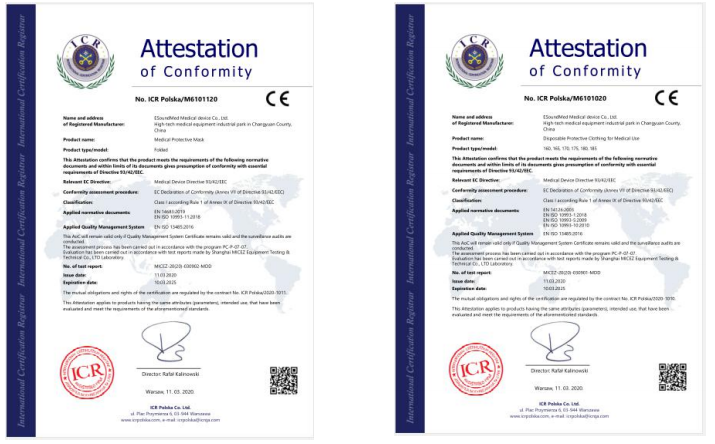 International Certification Registrar
International Certification Registrar
International Certification Registrar
ICR
Attestation
of Conformity
No. ICR Polska/M6101120
CE
Name and address
of Registered Manufacturer:
ESoundMed Medical device Co., Ltd.
High-tech medical equipment industrial park in Changyuan County,
China
Product name: Medical Protective Mask
Product type/model: Folded
This Attestation confirms that the product meets the requirements of the following normative
documents and within limits of its documents gives presumption of conformity with essential
requirements of Directive 93/42/EEC.
Relevant EC Directive: Medical Device Directive 93/42/EEC
Conformity assessment procedure: EC Declaration of Conformity (Annex VII of Directive 93/42/EEC)
Classification: Class I according Rule 1 of Annex IX of Directive 93/42/EEC
Applied normative documents: EN 14683:2019
EN ISO 10993-11:2018
Applied Quality Management System EN ISO 13485:2016
This AoC will remain valid only if Quality Management System Certificate remains valid and the surveillance audits are
conducted.
The assessment process has been carried out in accordance with the program PC-P-07-07.
Evaluation has been carried out in accordance with test reports made by Shanghai MICEZ Equipment Testing &
Technical Co., LTD Laboratory.
No. of test report:
Issue date: 11.03.2020
Expiration date: 10.03.2025
The mutual obligations and rights of the certification are regulated by the contract No. ICR Polska/2020-1015.
This Attestation applies to products having the same attributes (parameters), intended use, that have been
evaluated and meet the requirements of the aforementioned standards.
ICR
Director: Rafał Kalinowski
Warsaw, 11. 03. 2020.
ICR Polska Co. Ltd.
ul. Plac Przymierza 6, 03-944 Warszawa
www.icrpolska.com, e-mail: icrpolska@icrqa.com
International Certification Registrar
International Certification Registrar
International Certification Registrar
ICR
Attestation
of Conformity
No. ICR Polska/M6101020
CE
Name and address
of Registered Manufacturer:
ESoundMed Medical device Co., Ltd.
High-tech medical equipment industrial park in Changyuan County,
China
Product name: Disposable Protective Clothing for Medical Use
Product type/model: 160, 165, 170, 175, 180, 185
This Attestation confirms that the product meets the requirements of the following normative
documents and within limits of its documents gives presumption of conformity with essential
requirements of Directive 93/42/EEC.
Relevant EC Directive: Medical Device Directive 93/42/EEC
Conformity assessment procedure: EC Declaration of Conformity (Annex VII of Directive 93/42/EEC)
Classification: Class I according Rule 1 of Annex IX of Directive 93/42/EEC
Applied normative documents: EN 14126:2003
EN ISO 10993-1:2018
EN ISO 10993-5:2009
EN ISO 10993-10:2010
Applied Quality Management System EN ISO 13485:2016
This AoC will remain valid only if Quality Management System Certificate remains valid and the surveillance audits are
conducted.
The assessment process has been carried out in accordance with the program PC-P-07-07.
Evaluation has been carried out in accordance with test reports made by Shanghai MICEZ Equipment Testing &
Technical Co., LTD Laboratory.
No. of test report:
Issue date: 11.03.2020
Expiration date: 10.03.2025
The mutual obligations and rights of the certification are regulated by the contract No. ICR Polska/2020-1016.
This Attestation applies to products having the same attributes (parameters), intended use, that have been
evaluated and meet the requirements of the aforementioned standards.
ICR
Director: Rafał Kalinowski
Warsaw, 11. 03. 2020.
ICR Polska Co. Ltd.
ul. Plac Przymierza 6, 03-944 Warszawa
www.icrpolska.com, e-mail: icrpolska@icrqa.com